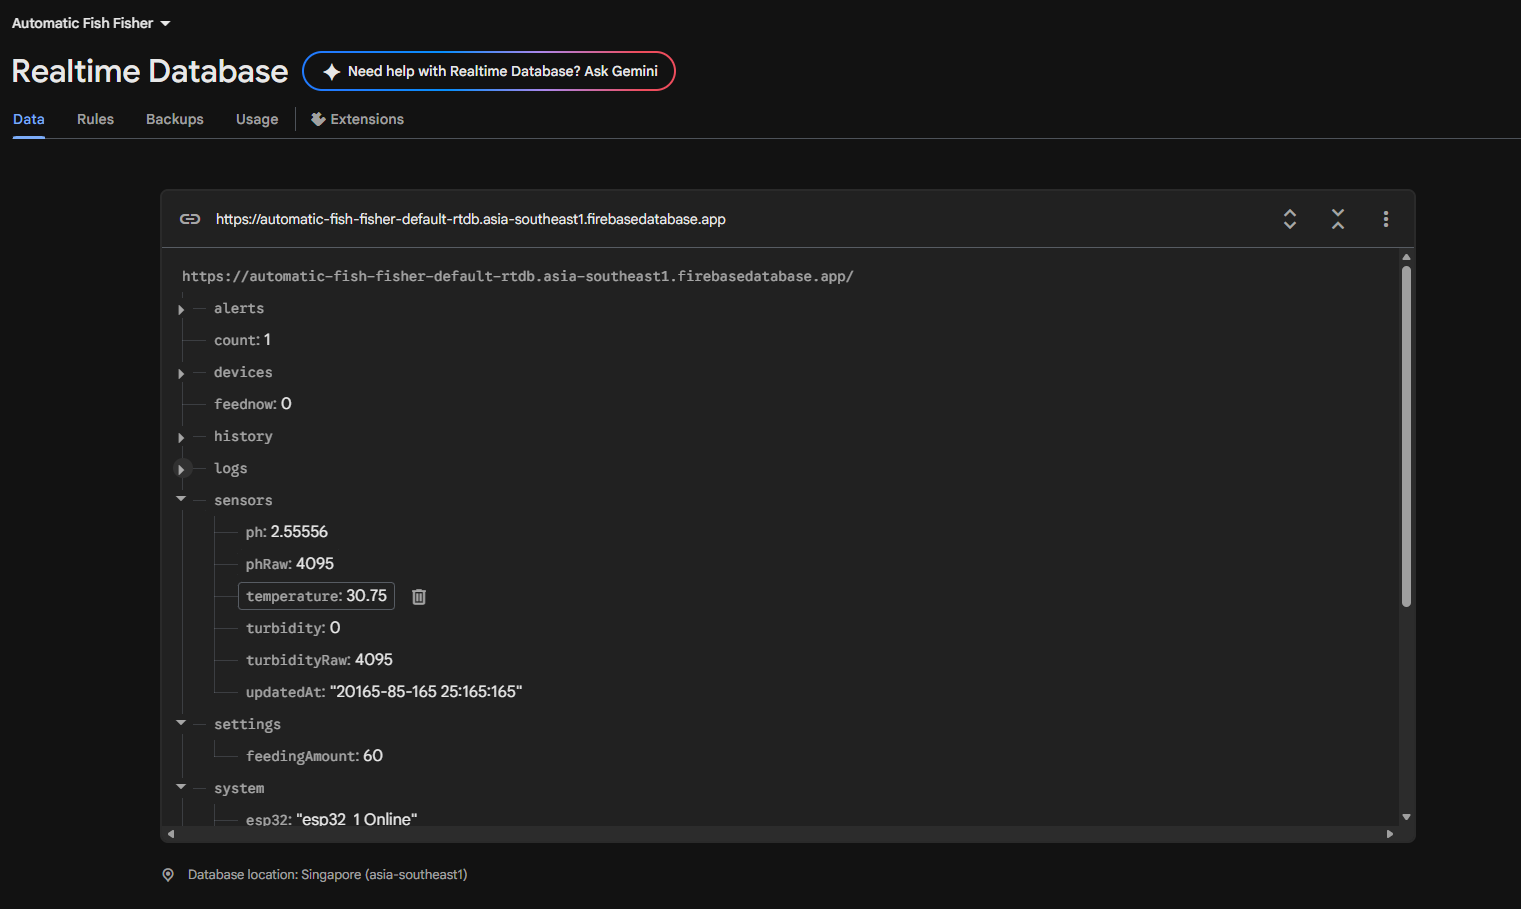 Automatic Fish Fisher
Realtime Database
Need help with Realtime Database? Ask Gemini
Data Rules Backups Usage Extensions
https://automatic-fish-fisher-default-rtdb.asia-southeast1.firebasedatabase.app
https://automatic-fish-fisher-default-rtdb.asia-southeast1.firebasedatabase.app/
alerts
count: 1
devices
feednow: 0
history
logs
sensors
ph: 2.55556
phRaw: 4095
temperature: 30.75
turbidity: 0
turbidityRaw: 4095
updatedAt: "20165-85-165 25:165:165"
settings
feedingAmount: 60
system
esp32: "esp32_1 Online"
Database location: Singapore (asia-southeast1)